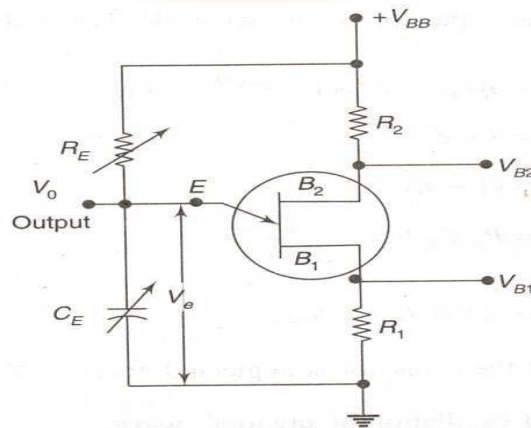 +V_BB
R_E
R_2
V_0
E
B_2
V_B2
Output
B_1
V_B1
C_E
V_e
R_1